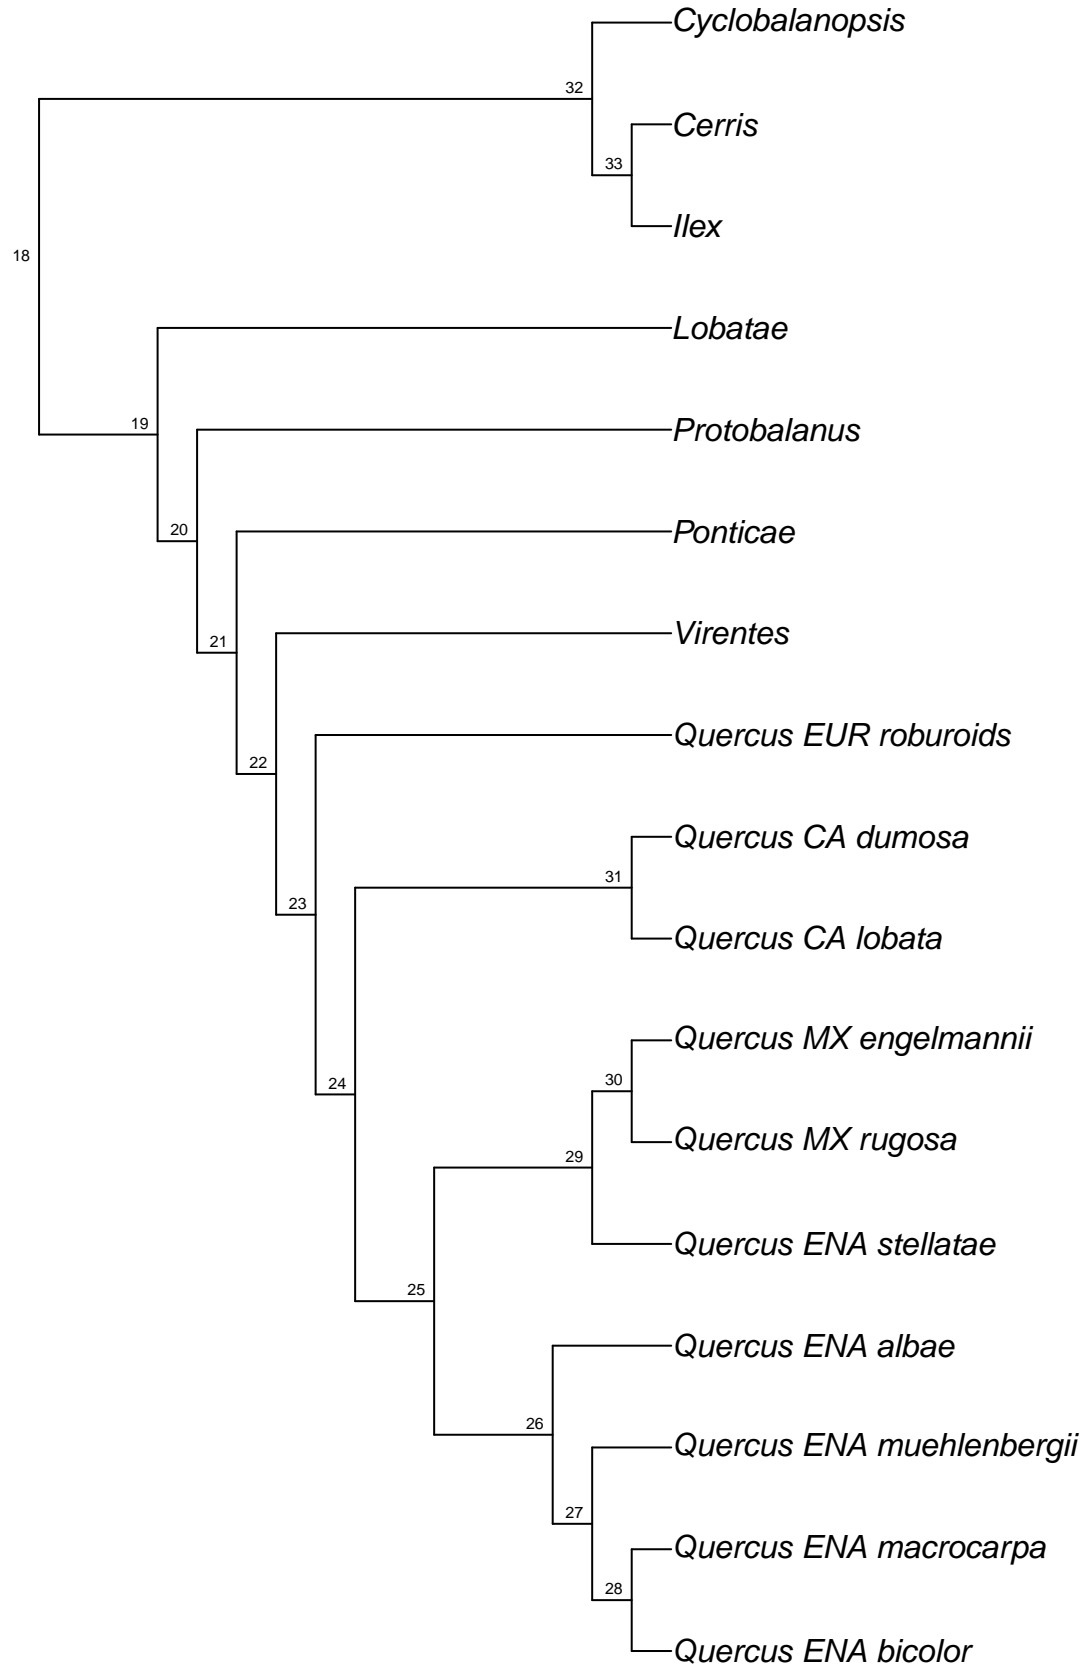 Cyclobalanopsis
32
Cerris
33
Ilex
18
Lobatae
19
Protobalanus
20
Ponticae
21
Virentes
22
Quercus EUR roburoids
Quercus CA dumosa
31
23
Quercus CA lobata
Quercus MX engelmannii
30
24
Quercus MX rugosa
29
Quercus ENA stellatae
25
Quercus ENA albae
26
Quercus ENA muehlenbergii
27
Quercus ENA macrocarpa
28
Quercus ENA bicolor